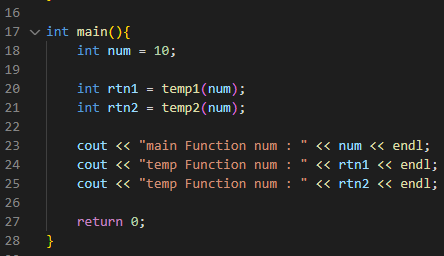 16
17 int main(){
18     int num = 10;
19
20     int rtn1 = temp1(num);
21     int rtn2 = temp2(num);
22
23     cout << "main Function num : " << num << endl;
24     cout << "temp Function num : " << rtn1 << endl;
25     cout << "temp Function num : " << rtn2 << endl;
26
27     return 0;
28 }